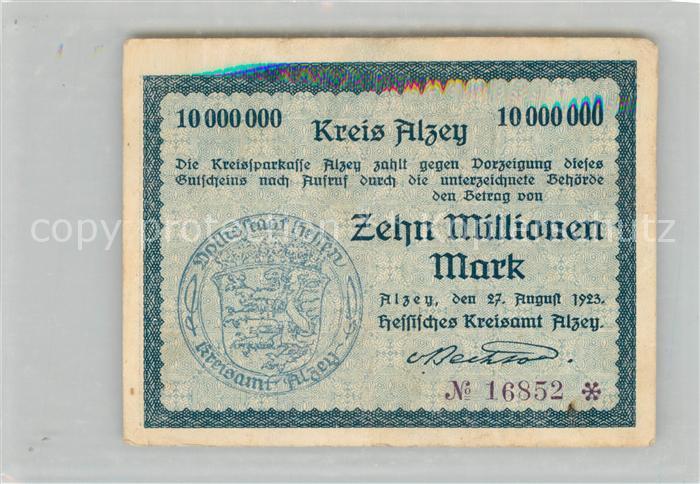 10 000 000 10 000 000
Kreis Alzey
Die Kreissparkasse Alzey zahlt gegen Vorzeigung dieses
Gutscheins nach Aufruf durch die unterzeichnete Behörde
den Betrag von
Zehn Millionen
Mark
Alzey, den 27. August 1923.
Hessisches Kreisamt Alzey.
№ 16852 *
Volksstaat Hessen
Kreisamt Alzey